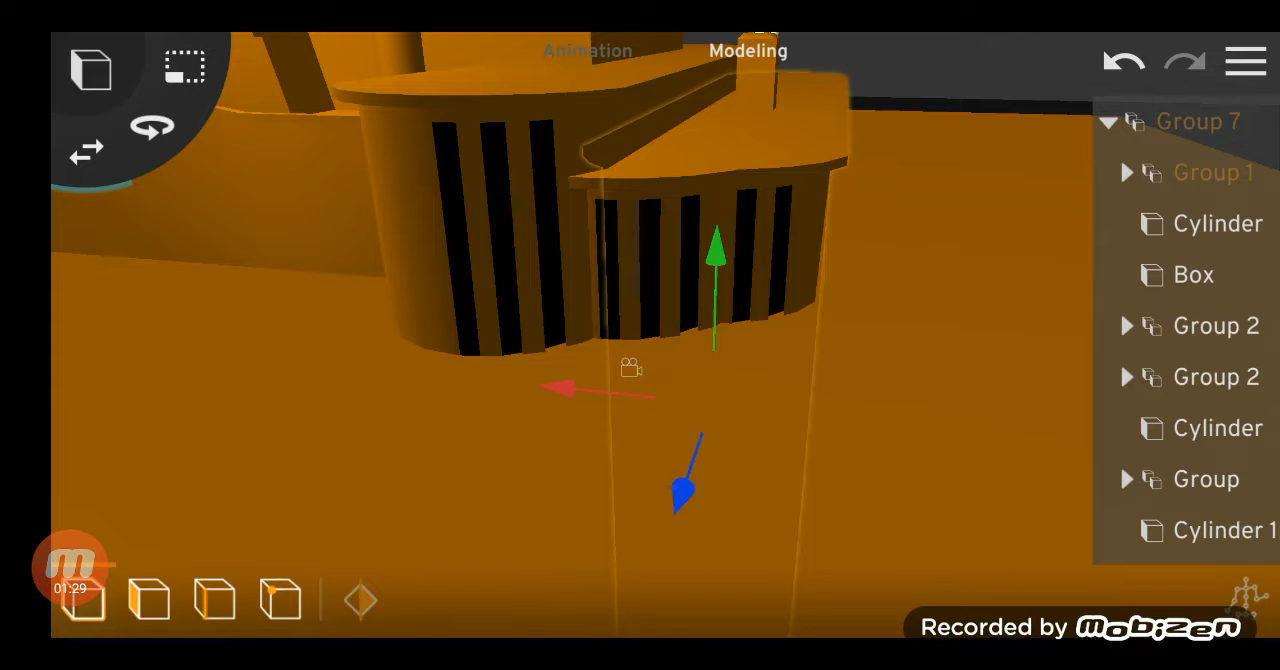 Animation
Modeling
Group 7
Group 1
Cylinder
Box
Group 2
Group 2
Cylinder
Group
Cylinder 1
m
01:29
Recorded by mobizen